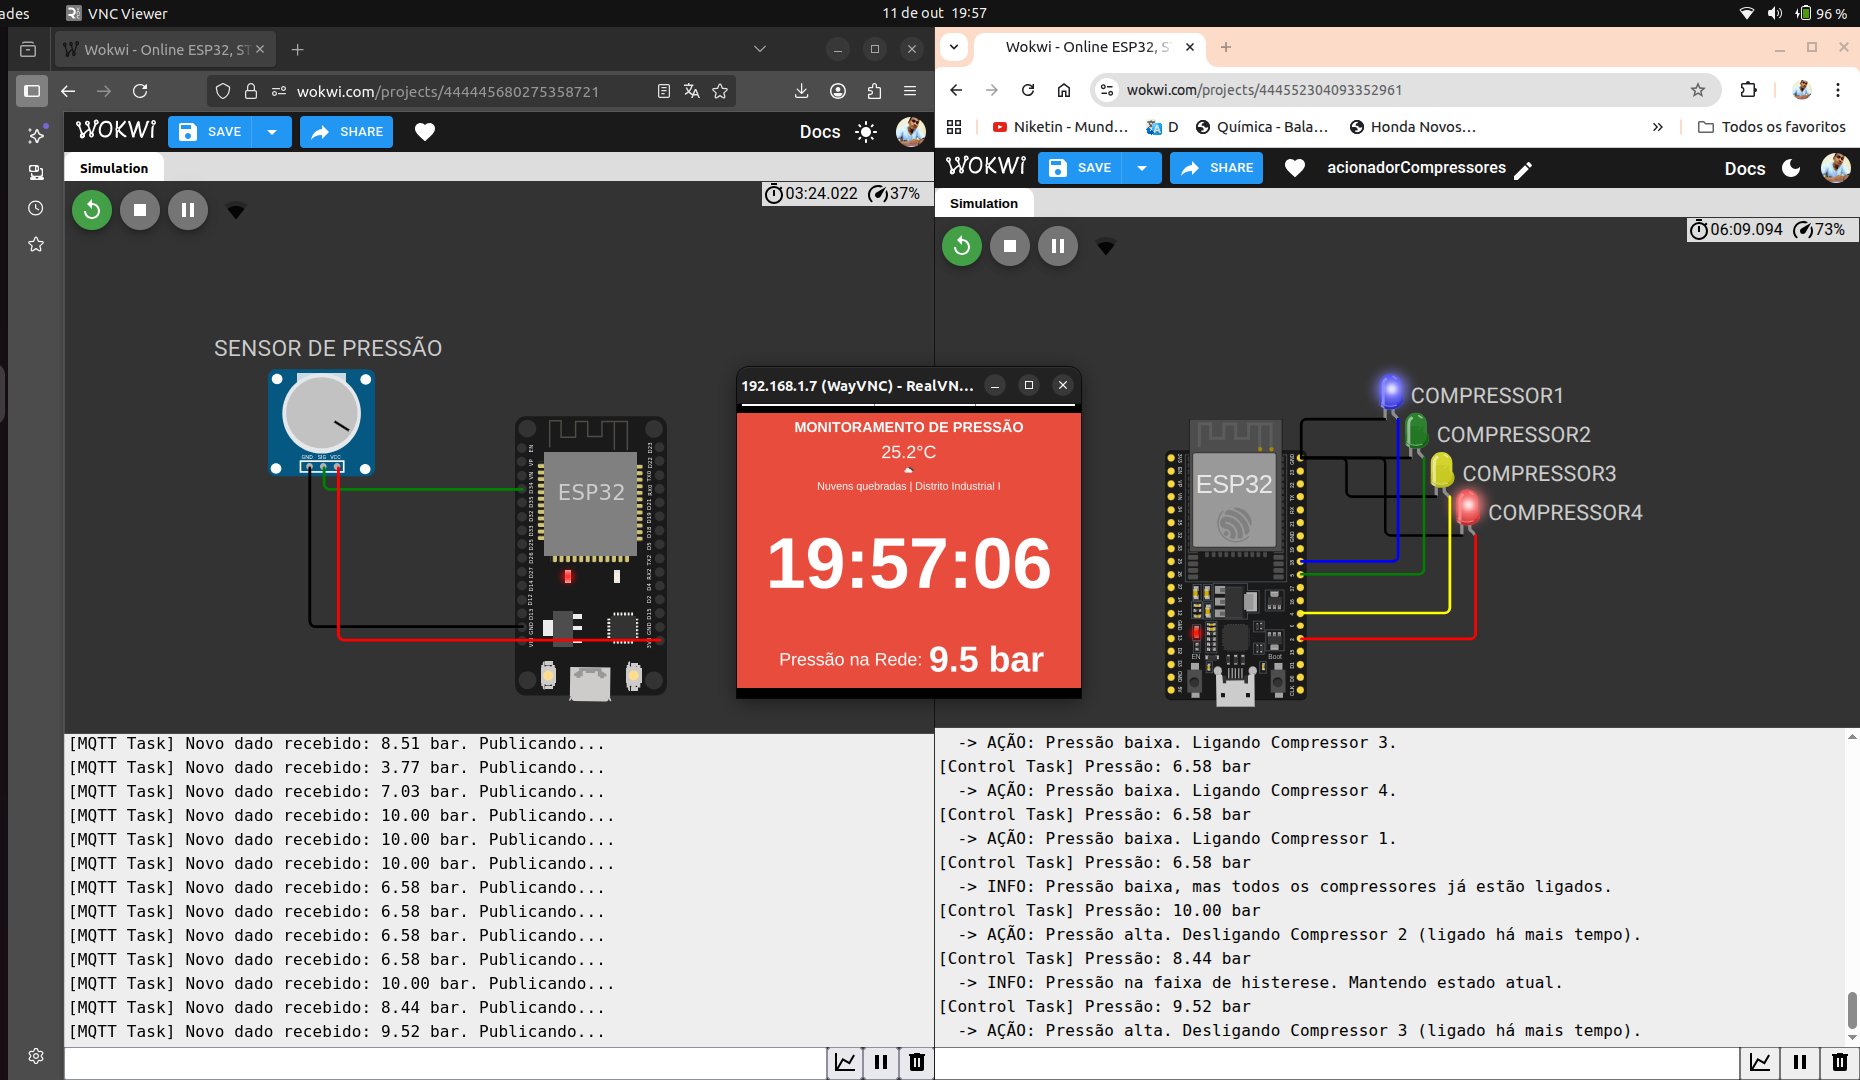 ades
VNC Viewer
11 de out 19:57
96 %
Wokwi - Online ESP32, ST
wokwi.com/projects/444445680275358721
WOKWI
SAVE
SHARE
Docs
Simulation
03:24.022
37%
SENSOR DE PRESSÃO
GND SIG VCC
ESP32
[MQTT Task] Novo dado recebido: 8.51 bar. Publicando...
[MQTT Task] Novo dado recebido: 3.77 bar. Publicando...
[MQTT Task] Novo dado recebido: 7.03 bar. Publicando...
[MQTT Task] Novo dado recebido: 10.00 bar. Publicando...
[MQTT Task] Novo dado recebido: 10.00 bar. Publicando...
[MQTT Task] Novo dado recebido: 10.00 bar. Publicando...
[MQTT Task] Novo dado recebido: 6.58 bar. Publicando...
[MQTT Task] Novo dado recebido: 6.58 bar. Publicando...
[MQTT Task] Novo dado recebido: 6.58 bar. Publicando...
[MQTT Task] Novo dado recebido: 6.58 bar. Publicando...
[MQTT Task] Novo dado recebido: 10.00 bar. Publicando...
[MQTT Task] Novo dado recebido: 8.44 bar. Publicando...
[MQTT Task] Novo dado recebido: 9.52 bar. Publicando...
192.168.1.7 (WayVNC) - RealVN...
MONITORAMENTO DE PRESSÃO
25.2°C
Nuvens quebradas | Distrito Industrial I
19:57:06
Pressão na Rede: 9.5 bar
Wokwi - Online ESP32, S
wokwi.com/projects/444552304093352961
Niketin - Mund...
D
Química - Bala...
Honda Novos...
Todos os favoritos
WOKWI
SAVE
SHARE
acionadorCompressores
Docs
Simulation
06:09.094
73%
COMPRESSOR1
COMPRESSOR2
COMPRESSOR3
COMPRESSOR4
ESP32
EN
Boot
-> AÇÃO: Pressão baixa. Ligando Compressor 3.
[Control Task] Pressão: 6.58 bar
-> AÇÃO: Pressão baixa. Ligando Compressor 4.
[Control Task] Pressão: 6.58 bar
-> AÇÃO: Pressão baixa. Ligando Compressor 1.
[Control Task] Pressão: 6.58 bar
-> INFO: Pressão baixa, mas todos os compressores já estão ligados.
[Control Task] Pressão: 10.00 bar
-> AÇÃO: Pressão alta. Desligando Compressor 2 (ligado há mais tempo).
[Control Task] Pressão: 8.44 bar
-> INFO: Pressão na faixa de histerese. Mantendo estado atual.
[Control Task] Pressão: 9.52 bar
-> AÇÃO: Pressão alta. Desligando Compressor 3 (ligado há mais tempo).